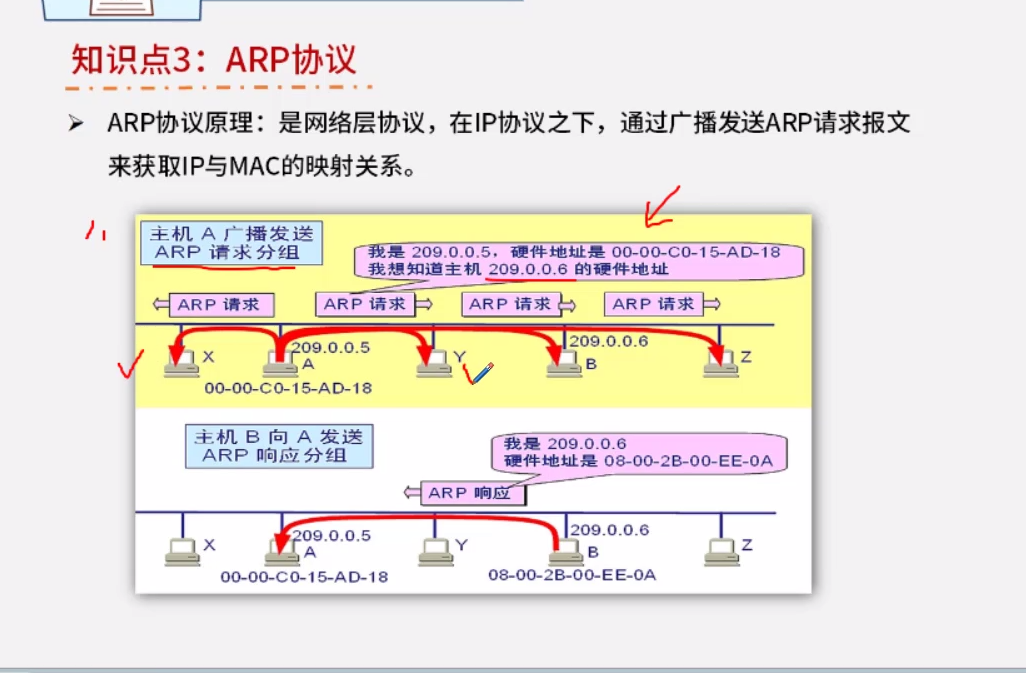 知识点3：ARP协议
➢ ARP协议原理：是网络层协议，在IP协议之下，通过广播发送ARP请求报文
来获取IP与MAC的映射关系。
主机 A 广播发送
ARP 请求分组
我是 209.0.0.5，硬件地址是 00-00-C0-15-AD-18
我想知道主机 209.0.0.6 的硬件地址
ARP 请求
ARP 请求
ARP 请求
ARP 请求
X
209.0.0.5
A
Y
209.0.0.6
B
Z
00-00-C0-15-AD-18
主机 B 向 A 发送
ARP 响应分组
我是 209.0.0.6
硬件地址是 08-00-2B-00-EE-0A
ARP 响应
X
209.0.0.5
A
Y
209.0.0.6
B
Z
00-00-C0-15-AD-18
08-00-2B-00-EE-0A